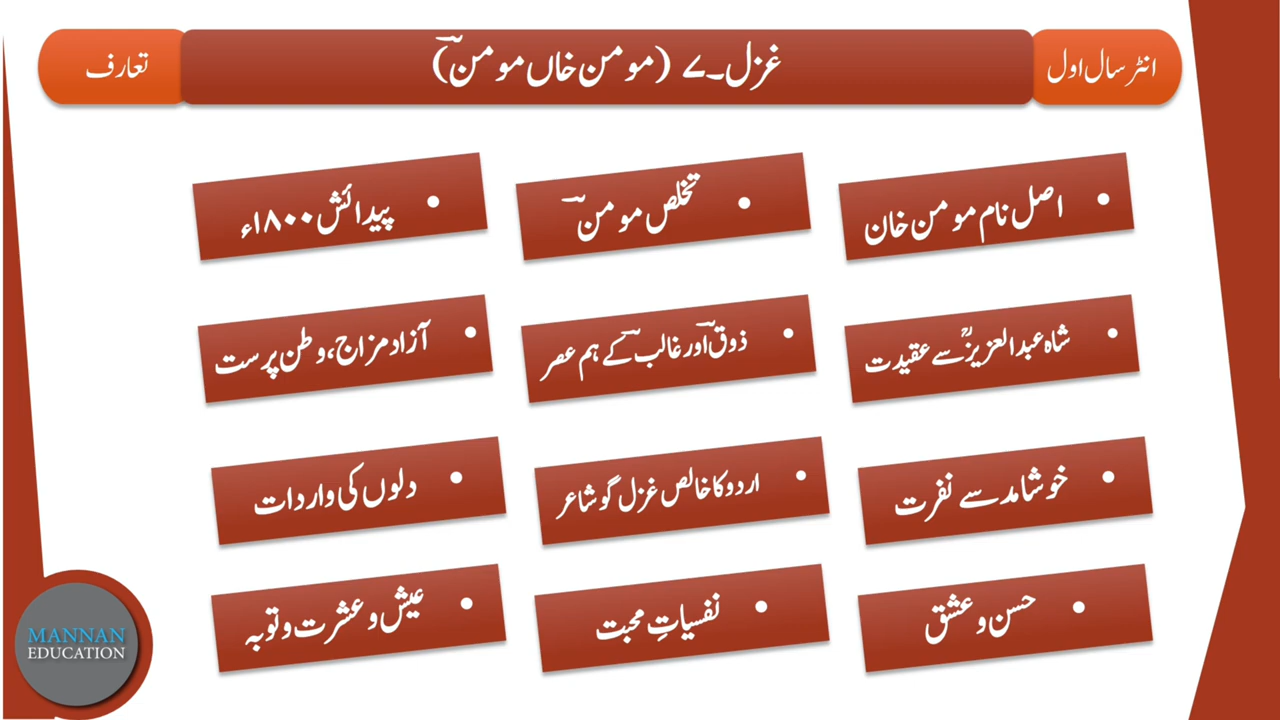 انٹر سال اول
غزل۔۷ (مومن خاں مومنؔ)
تعارف
• اصل نام مومن خان
• تخلص مومنؔ
• پیدائش ۱۸۰۰ء
• شاہ عبدالعزیزؒ سے عقیدت
• ذوقؔ اور غالبؔ کے ہم عصر
• آزاد مزاج، وطن پرست
• خوشامد سے نفرت
• اردو کا خالص غزل گو شاعر
• دلوں کی واردات
• حسن و عشق
• نفسیاتِ محبت
• عیش و عشرت و توبہ
MANNAN
EDUCATION